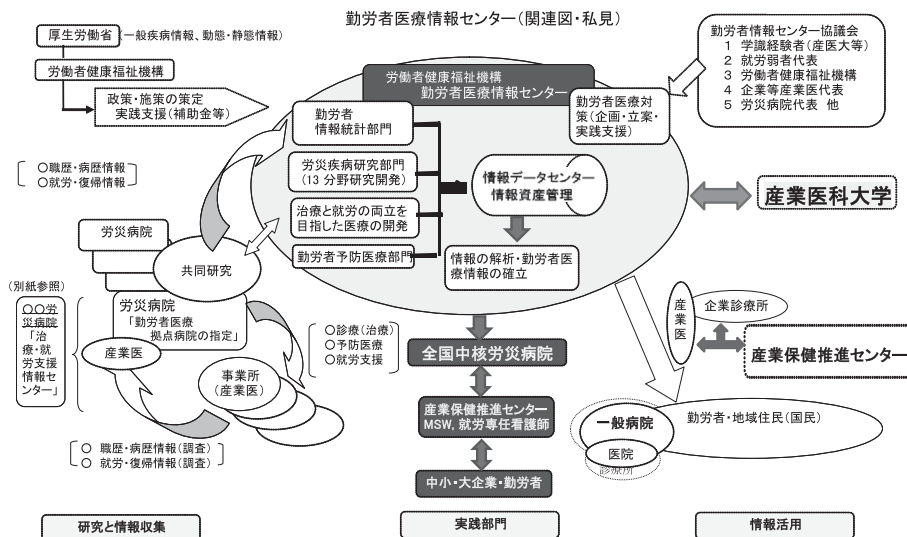 勤労者医療情報センター(関連図・私見)
厚生労働省
(一般疾病情報、動態・静態情報)
労働者健康福祉機構
政策・施策の策定
実践支援(補助金等)
〇職歴・病歴情報
〇就労・復帰情報
労働者健康福祉機構
勤労者医療情報センター
勤労者
情報統計部門
労災疾病研究部門
(13 分野研究開発)
治療と就労の両立を
目指した医療の開発
勤労者予防医療部門
情報データセンター
情報資産管理
情報の解析・勤労者医
療情報の確立
勤労者医療対
策(企画・立案・
実践支援)
勤労者情報センター協議会
1 学識経験者(産医大等)
2 就労弱者代表
3 労働者健康福祉機構
4 企業等産業医代表
5 労災病院代表 他
産業医科大学
労災病院
共同研究
(別紙参照)
〇〇労
災病院
「治
療・就
労支援
情報セ
ンター」
労災病院
「勤労者医療
拠点病院の指定」
産業医
事業所
(産業医)
〇診療(治療)
〇予防医療
〇就労支援
〇 職歴・病歴情報(調査)
〇 就労・復帰情報(調査)
全国中核労災病院
産業保健推進センター
MSW, 就労専任看護師
中小・大企業・勤労者
産業医
企業診療所
産業保健推進センター
一般病院
医院
診療所
勤労者・地域住民(国民)
研究と情報収集
実践部門
情報活用